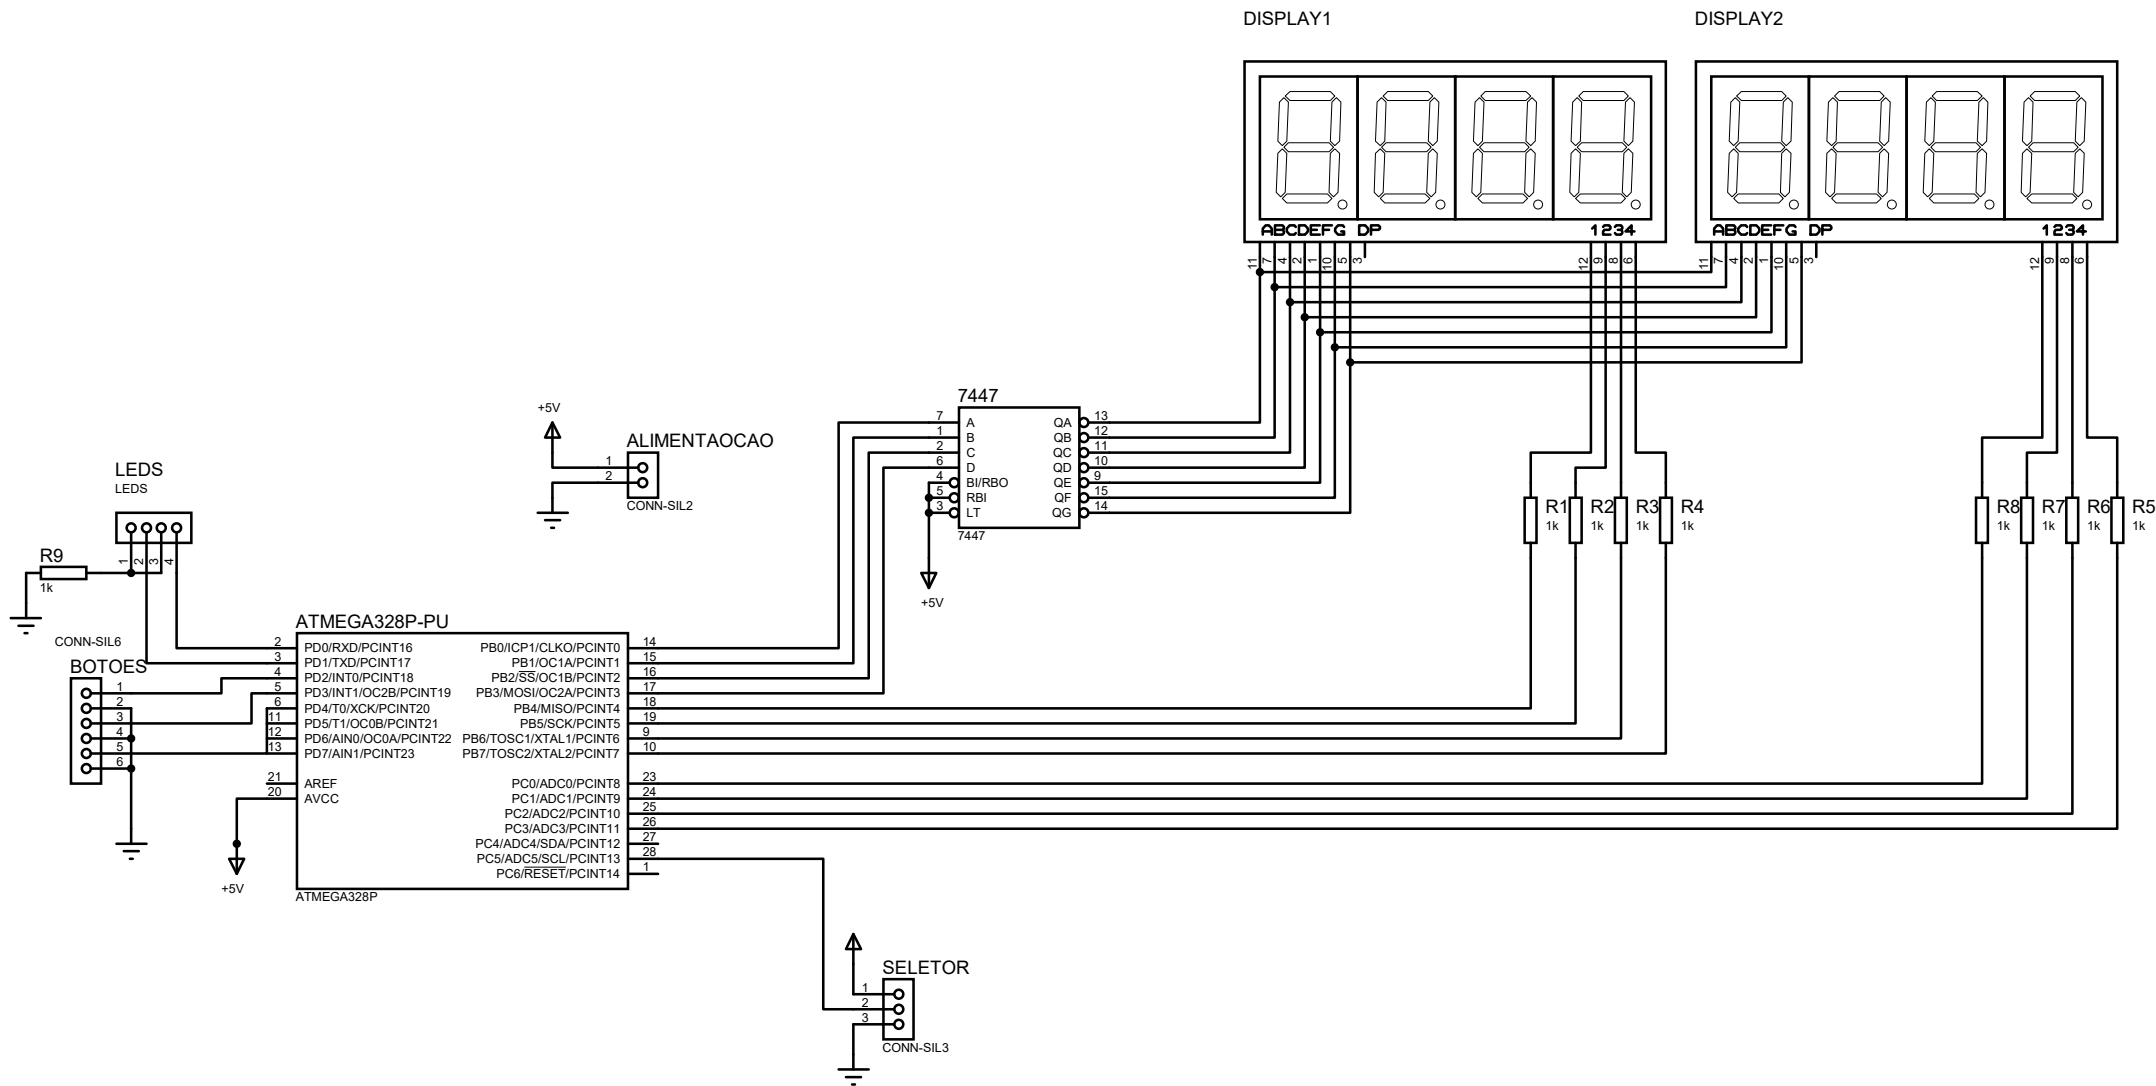 DISPLAY1
DISPLAY2
ABCDEFG DP
1234
ABCDEFG DP
1234
11 7 4 2 1 10 5 3
12 9 8 6
11 7 4 2 1 10 5 3
12 9 8 6
7447
7 A
1 B
2 C
6 D
4 BI/RBO
5 RBI
3 LT
QA 13
QB 12
QC 11
QD 10
QE 9
QF 15
QG 14
7447
+5V
+5V
ALIMENTAOCAO
1
2
CONN-SIL2
R1
1k
R2
1k
R3
1k
R4
1k
R8
1k
R7
1k
R6
1k
R5
1k
LEDS
LEDS
1 2 3 4
R9
1k
CONN-SIL6
BOTOES
1
2
3
4
5
6
ATMEGA328P-PU
2 PD0/RXD/PCINT16
3 PD1/TXD/PCINT17
4 PD2/INT0/PCINT18
5 PD3/INT1/OC2B/PCINT19
6 PD4/T0/XCK/PCINT20
11 PD5/T1/OC0B/PCINT21
12 PD6/AIN0/OC0A/PCINT22
13 PD7/AIN1/PCINT23
21 AREF
20 AVCC
PB0/ICP1/CLKO/PCINT0 14
PB1/OC1A/PCINT1 15
PB2/SS/OC1B/PCINT2 16
PB3/MOSI/OC2A/PCINT3 17
PB4/MISO/PCINT4 18
PB5/SCK/PCINT5 19
PB6/TOSC1/XTAL1/PCINT6 9
PB7/TOSC2/XTAL2/PCINT7 10
PC0/ADC0/PCINT8 23
PC1/ADC1/PCINT9 24
PC2/ADC2/PCINT10 25
PC3/ADC3/PCINT11 26
PC4/ADC4/SDA/PCINT12 27
PC5/ADC5/SCL/PCINT13 28
PC6/RESET/PCINT14 1
ATMEGA328P
+5V
SELETOR
1
2
3
CONN-SIL3